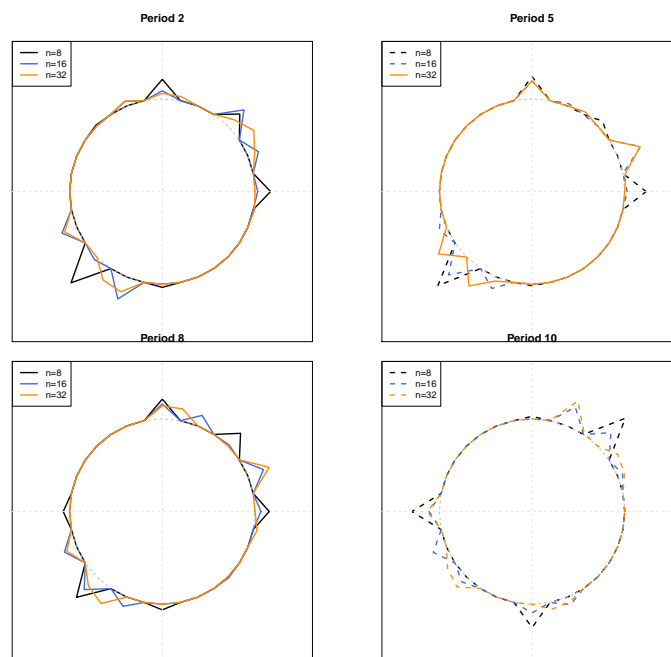 Period 2
n=8
n=16
n=32
Period 5
n=8
n=16
n=32
Period 8
n=8
n=16
n=32
Period 10
n=8
n=16
n=32